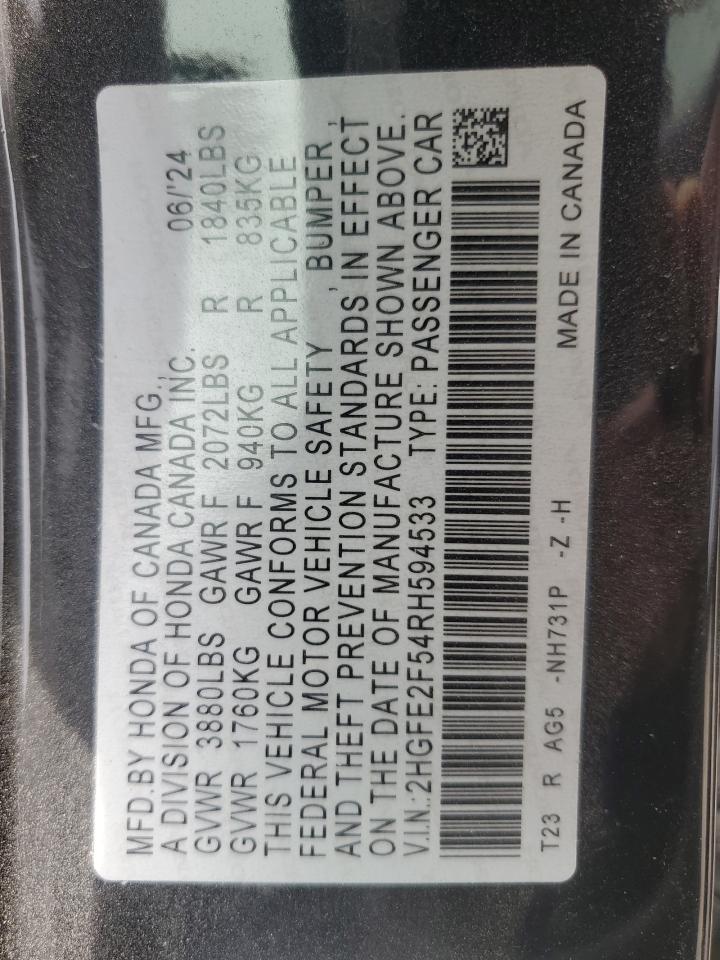 MFD.BY HONDA OF CANADA MFG.,
A DIVISION OF HONDA CANADA INC. 06/'24
GVWR 3880LBS GAWR F 2072LBS R 1840LBS
GVWR 1760KG GAWR F 940KG R 835KG
THIS VEHICLE CONFORMS TO ALL APPLICABLE
FEDERAL MOTOR VEHICLE SAFETY , BUMPER ,
AND THEFT PREVENTION STANDARDS IN EFFECT
ON THE DATE OF MANUFACTURE SHOWN ABOVE.
V.I.N.:2HGFE2F54RH594533 TYPE: PASSENGER CAR
T23 R AG5 -NH731P -Z -H MADE IN CANADA